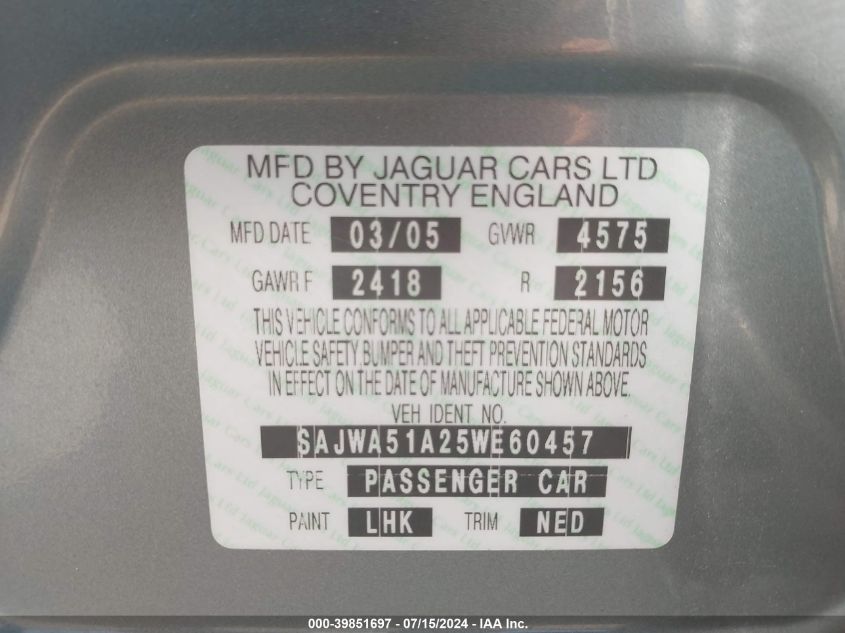 MFD BY JAGUAR CARS LTD
COVENTRY ENGLAND
MFD DATE 03/05 GVWR 4575
GAWR F 2418 R 2156
THIS VEHICLE CONFORMS TO ALL APPLICABLE FEDERAL MOTOR
VEHICLE SAFETY, BUMPER AND THEFT PREVENTION STANDARDS
IN EFFECT ON THE DATE OF MANUFACTURE SHOWN ABOVE.
VEH IDENT NO.
SAJWA51A25WE60457
TYPE PASSENGER CAR
PAINT LHK TRIM NED
000-39851697 - 07/15/2024 - IAA Inc.